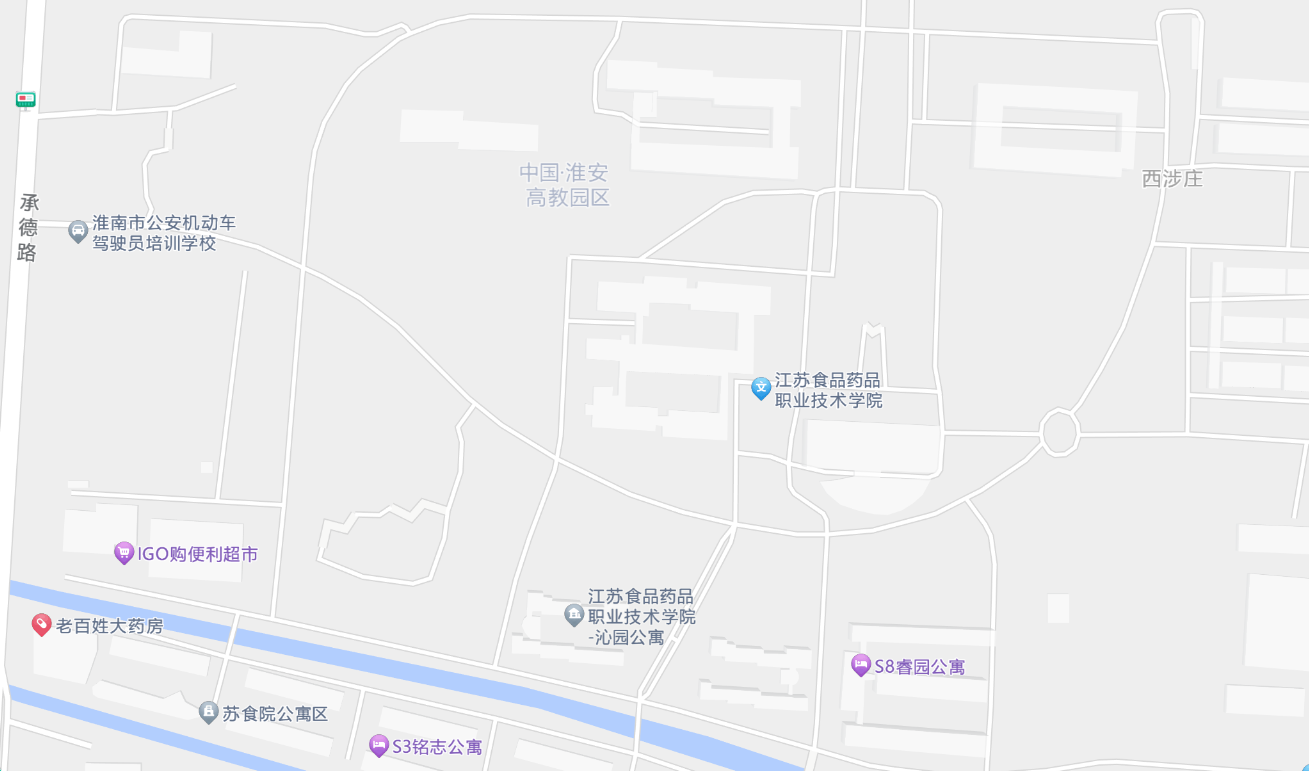 中国·淮安
高教园区
西涉庄
承
德
路
淮南市公安机动车
驾驶员培训学校
江苏食品药品
职业技术学院
IGO购便利超市
江苏食品药品
职业技术学院
-沁园公寓
老百姓大药房
S8睿园公寓
苏食院公寓区
S3铭志公寓